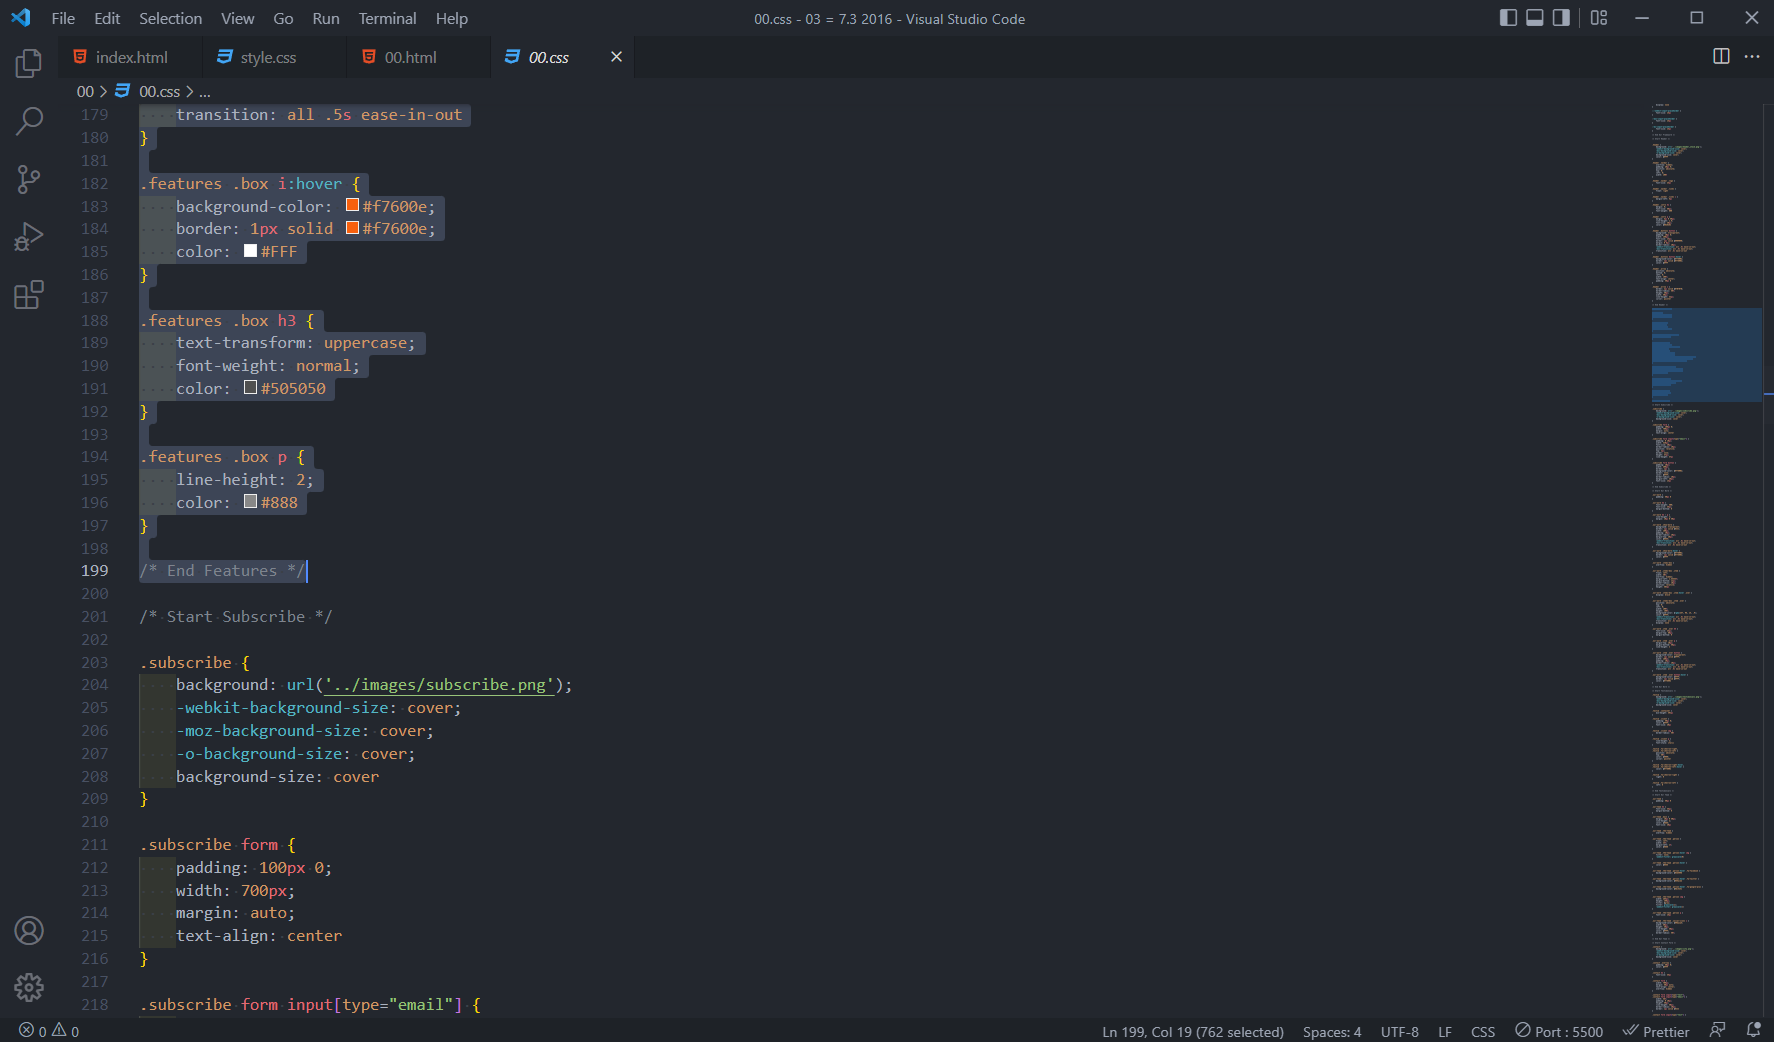 File Edit Selection View Go Run Terminal Help
00.css - 03 = 7.3 2016 - Visual Studio Code
index.html
style.css
00.html
00.css
00 > 00.css > ...
179 transition: all .5s ease-in-out
180 }
181
182 .features .box i:hover {
183 background-color: #f7600e;
184 border: 1px solid #f7600e;
185 color: #FFF
186 }
187
188 .features .box h3 {
189 text-transform: uppercase;
190 font-weight: normal;
191 color: #505050
192 }
193
194 .features .box p {
195 line-height: 2;
196 color: #888
197 }
198
199 /* End Features */
200
201 /* Start Subscribe */
202
203 .subscribe {
204 background: url('../images/subscribe.png');
205 -webkit-background-size: cover;
206 -moz-background-size: cover;
207 -o-background-size: cover;
208 background-size: cover
209 }
210
211 .subscribe form {
212 padding: 100px 0;
213 width: 700px;
214 margin: auto;
215 text-align: center
216 }
217
218 .subscribe form input[type="email"] {
0 0
Ln 199, Col 19 (762 selected) Spaces: 4 UTF-8 LF CSS Port : 5500 Prettier